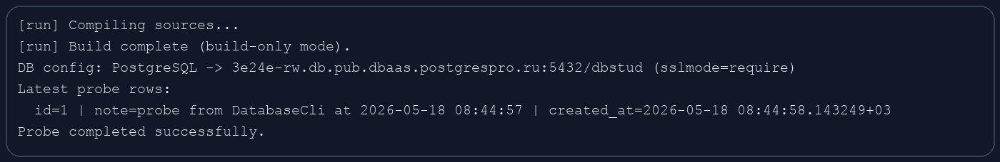 [run] Compiling sources...
[run] Build complete (build-only mode).
DB config: PostgreSQL -> 3e24e-rw.db.pub.dbaas.postgrespro.ru:5432/dbstud (sslmode=require)
Latest probe rows:
  id=1 | note=probe from DatabaseCli at 2026-05-18 08:44:57 | created_at=2026-05-18 08:44:58.143249+03
Probe completed successfully.